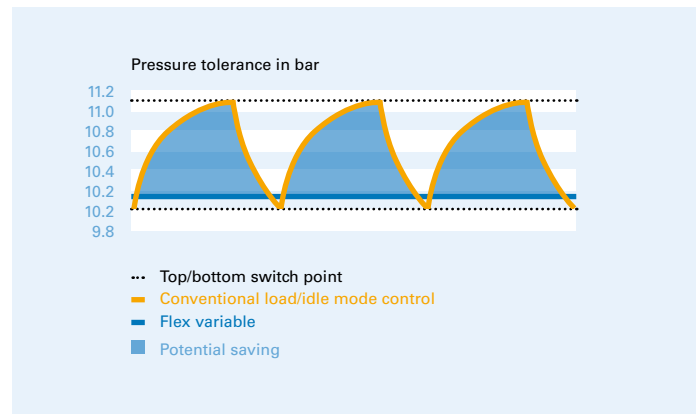 Pressure tolerance in bar
11.2
11.0
10.8
10.6
10.4
10.2
10.2
9.8
Top/bottom switch point
Conventional load/idle mode control
Flex variable
Potential saving